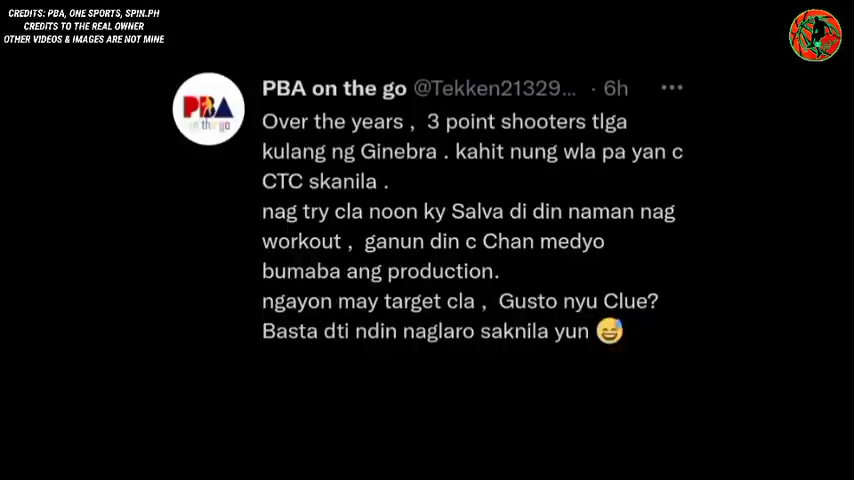 CREDITS: PBA, ONE SPORTS, SPIN.PH
CREDITS TO THE REAL OWNER
OTHER VIDEOS & IMAGES ARE NOT MINE
PBA
on the go
PBA on the go @Tekken21329... · 6h ...
Over the years , 3 point shooters tlga
kulang ng Ginebra . kahit nung wla pa yan c
CTC skanila .
nag try cla noon ky Salva di din naman nag
workout , ganun din c Chan medyo
bumaba ang production.
ngayon may target cla , Gusto nyu Clue?
Basta dti ndin naglaro saknila yun 😅